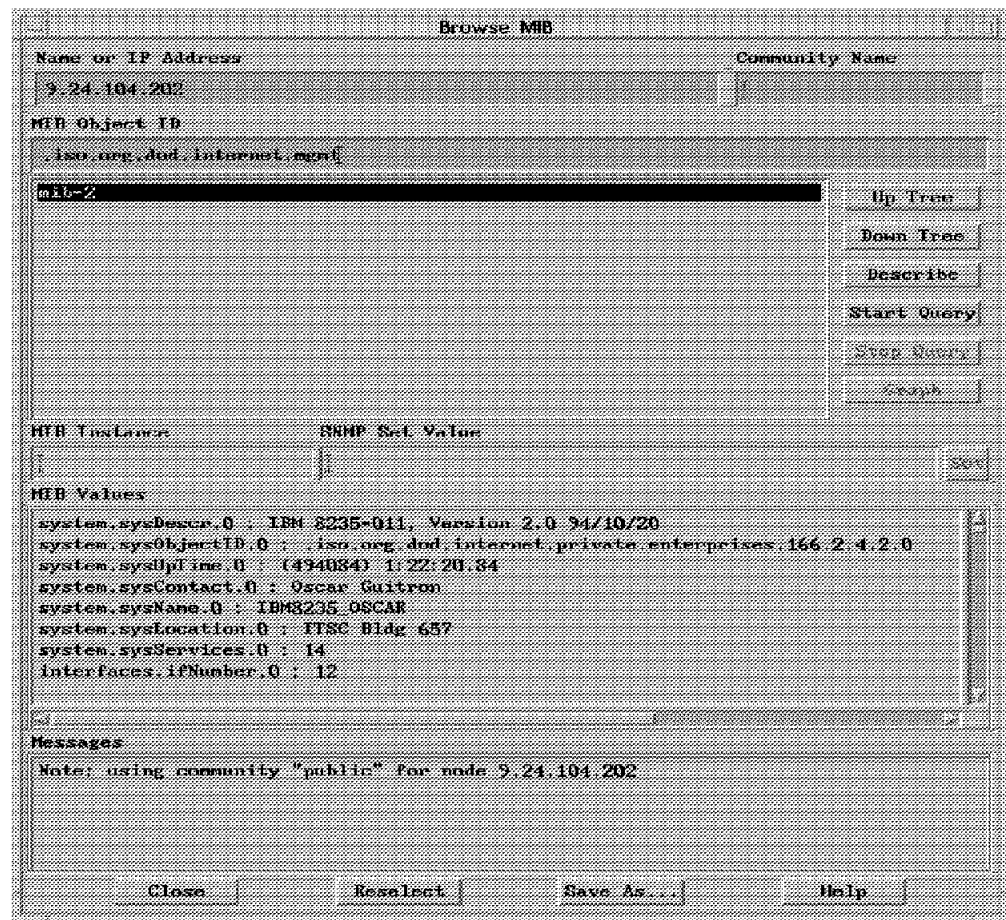 Browse MIB
Name or IP Address Community Name
9.24.104.202
MIB Object ID
.iso.org.dod.internet.mgmt
mib-2
Up Tree
Down Tree
Describe
Start Query
Stop Query
Graph
MIB Instance SNMP Set Value
Set
MIB Values
system.sysDescr.0 : IBM 8235-011, Version 2.0 94/10/20
system.sysObjectID.0 : .iso.org.dod.internet.private.enterprises.166.2.4.2.0
system.sysUpTime.0 : (494084) 1:22:20.84
system.sysContact.0 : Oscar Guitron
system.sysName.0 : IBM8235_OSCAR
system.sysLocation.0 : ITSC Bldg 657
system.sysServices.0 : 14
interfaces.ifNumber.0 : 12
Messages
Note: using community "public" for node 9.24.104.202
Close Reselect Save As... Help